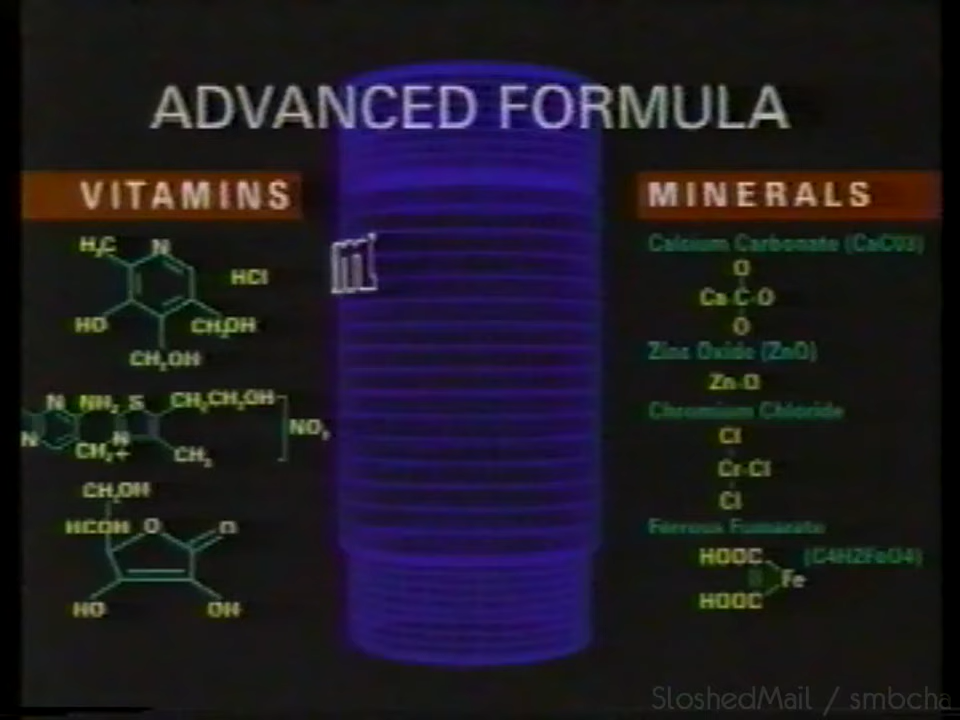 ADVANCED FORMULA
VITAMINS
H₃C N
HCl
HO CH₂OH
CH₂OH
N NH₂ S CH₂CH₂OH
NO₃
N CH₂ N+ CH₃
CH₂OH
HCOH O
HO OH
MINERALS
Calcium Carbonate (CaCO3)
O
Ca C O
O
Zinc Oxide (ZnO)
Zn O
Chromium Chloride
Cl
Cr Cl
Cl
Ferrous Fumarate
HOOC (C4H2FeO4)
Fe
HOOC
SloshedMail / smbcha